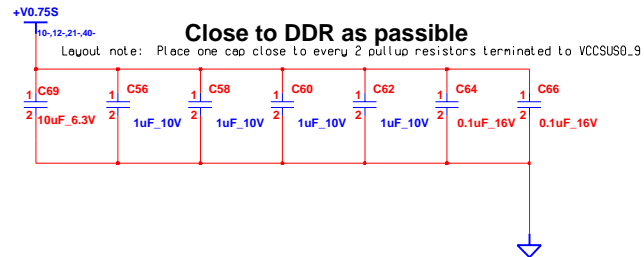 +V0.75S
10-,12-,21-,40-
Close to DDR as passible
Layout note: Place one cap close to every 2 pullup resistors terminated to VCCSUS0_9
1 C69
2 10uF_6.3V
1 C56
2 1uF_10V
1 C58
2 1uF_10V
1 C60
2 1uF_10V
1 C62
2 1uF_10V
1 C64
2 0.1uF_16V
1 C66
2 0.1uF_16V